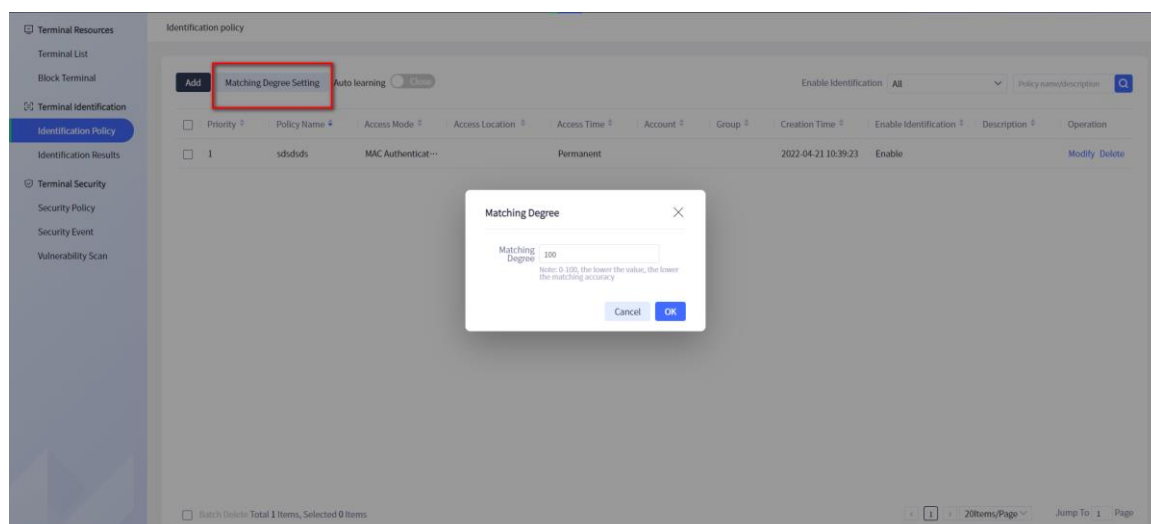 Terminal Resources
Identification policy
Terminal List
Block Terminal
Add Matching Degree Setting Auto learning Close Enable Identification All Policy name/description
Terminal Identification
Identification Policy
Priority Policy Name Access Mode Access Location Access Time Account Group Creation Time Enable Identification Description Operation
Identification Results
1 sdsdsds MAC Authenticat··· Permanent 2022-04-21 10:39:23 Enable Modify Delete
Terminal Security
Security Policy
Security Event
Vulnerability Scan
Matching Degree
Matching
Degree
100
Note: 0-100, the lower the value, the lower
the matching accuracy
Cancel OK
Batch Delete Total 1 Items, Selected 0 Items 1 20Items/Page Jump To 1 Page